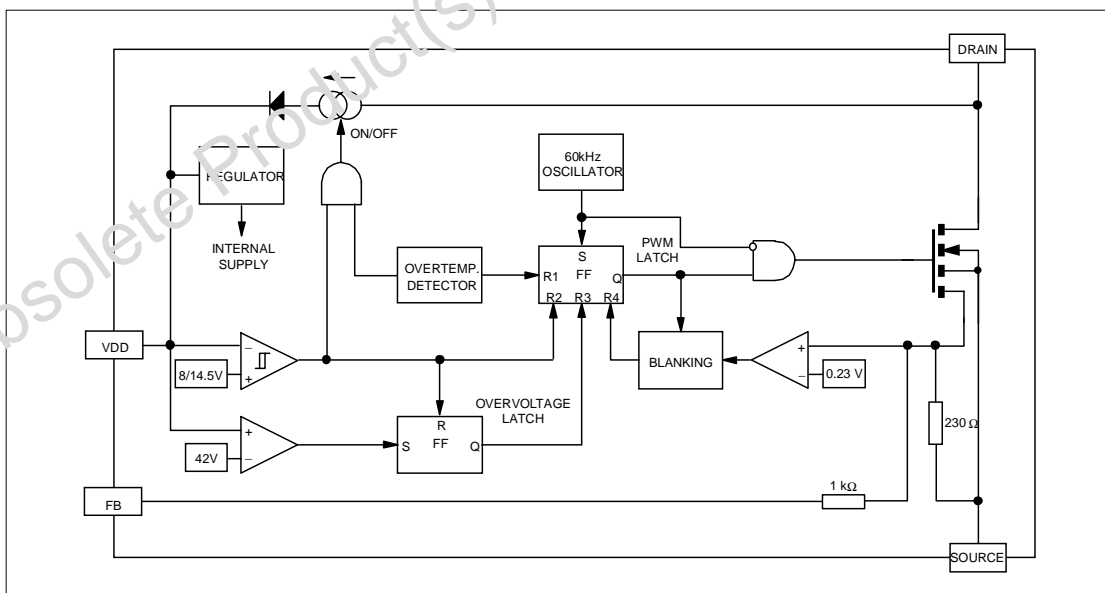 bsolete Product(s)
DRAIN
ON/OFF
60kHz
OSCILLATOR
REGULATOR
INTERNAL
SUPPLY
OVERTEMP.
DETECTOR
PWM
LATCH
S
FF
R1
Q
R2 R3 R4
VDD
8/14.5V
−
+
BLANKING
+
−
0.23 V
230 Ω
OVERVOLTAGE
LATCH
R
FF
S
Q
42V
+
−
FB
1 kΩ
SOURCE